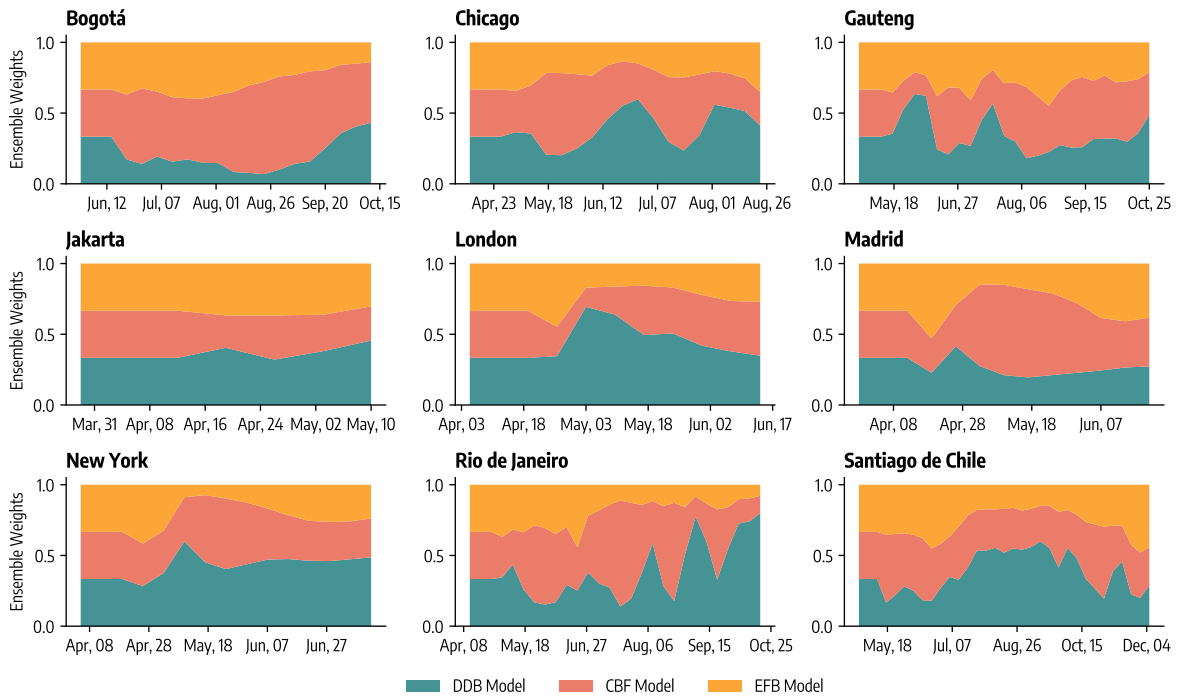 Bogotá
Chicago
Gauteng
Ensemble Weights
1.0
0.5
0.0
Jun, 12 Jul, 07 Aug, 01 Aug, 26 Sep, 20 Oct, 15
1.0
0.5
0.0
Apr, 23 May, 18 Jun, 12 Jul, 07 Aug, 01 Aug, 26
1.0
0.5
0.0
May, 18 Jun, 27 Aug, 06 Sep, 15 Oct, 25
Jakarta
London
Madrid
Ensemble Weights
1.0
0.5
0.0
Mar, 31 Apr, 08 Apr, 16 Apr, 24 May, 02 May, 10
1.0
0.5
0.0
Apr, 03 Apr, 18 May, 03 May, 18 Jun, 02 Jun, 17
1.0
0.5
0.0
Apr, 08 Apr, 28 May, 18 Jun, 07
New York
Rio de Janeiro
Santiago de Chile
Ensemble Weights
1.0
0.5
0.0
Apr, 08 Apr, 28 May, 18 Jun, 07 Jun, 27
1.0
0.5
0.0
Apr, 08 May, 18 Jun, 27 Aug, 06 Sep, 15 Oct, 25
1.0
0.5
0.0
May, 18 Jul, 07 Aug, 26 Oct, 15 Dec, 04
DDB Model CBF Model EFB Model